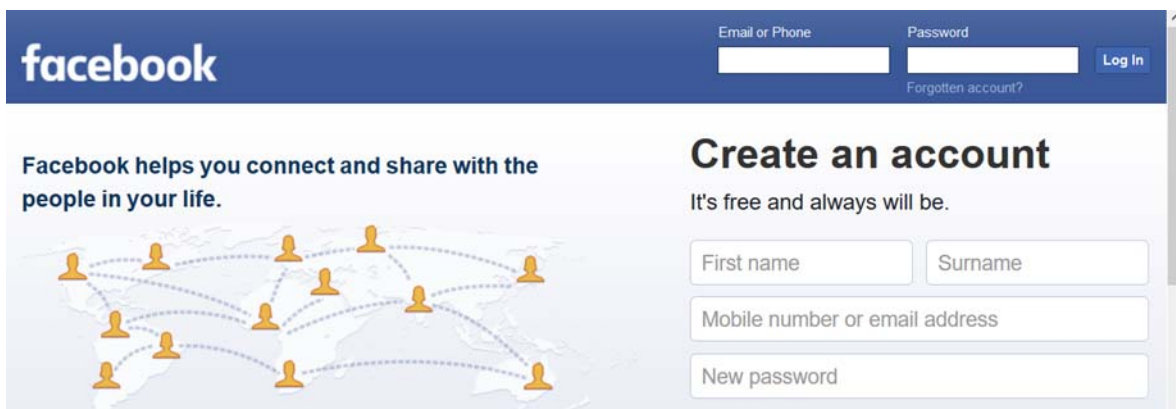 facebook
Email or Phone
Password
Log In
Forgotten account?
Facebook helps you connect and share with the
people in your life.
Create an account
It's free and always will be.
First name
Surname
Mobile number or email address
New password